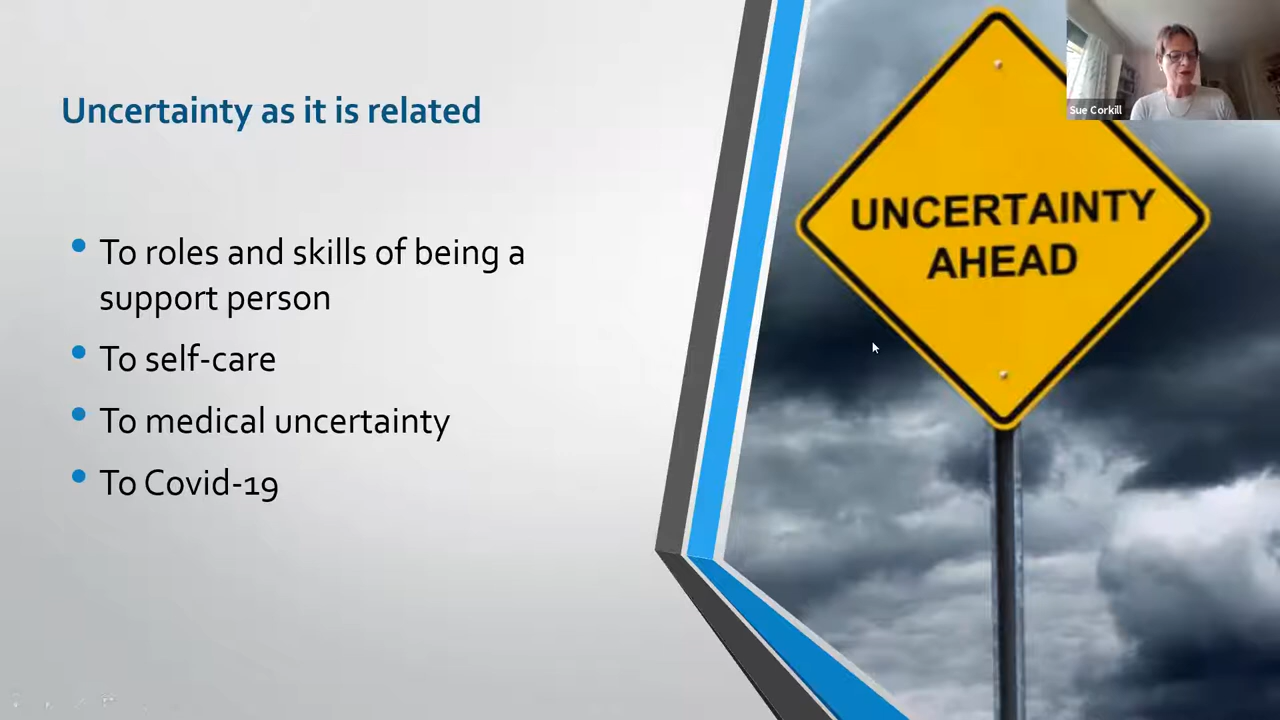 Uncertainty as it is related
To roles and skills of being a
support person
To self-care
To medical uncertainty
To Covid-19
UNCERTAINTY
AHEAD
Sue Corkill